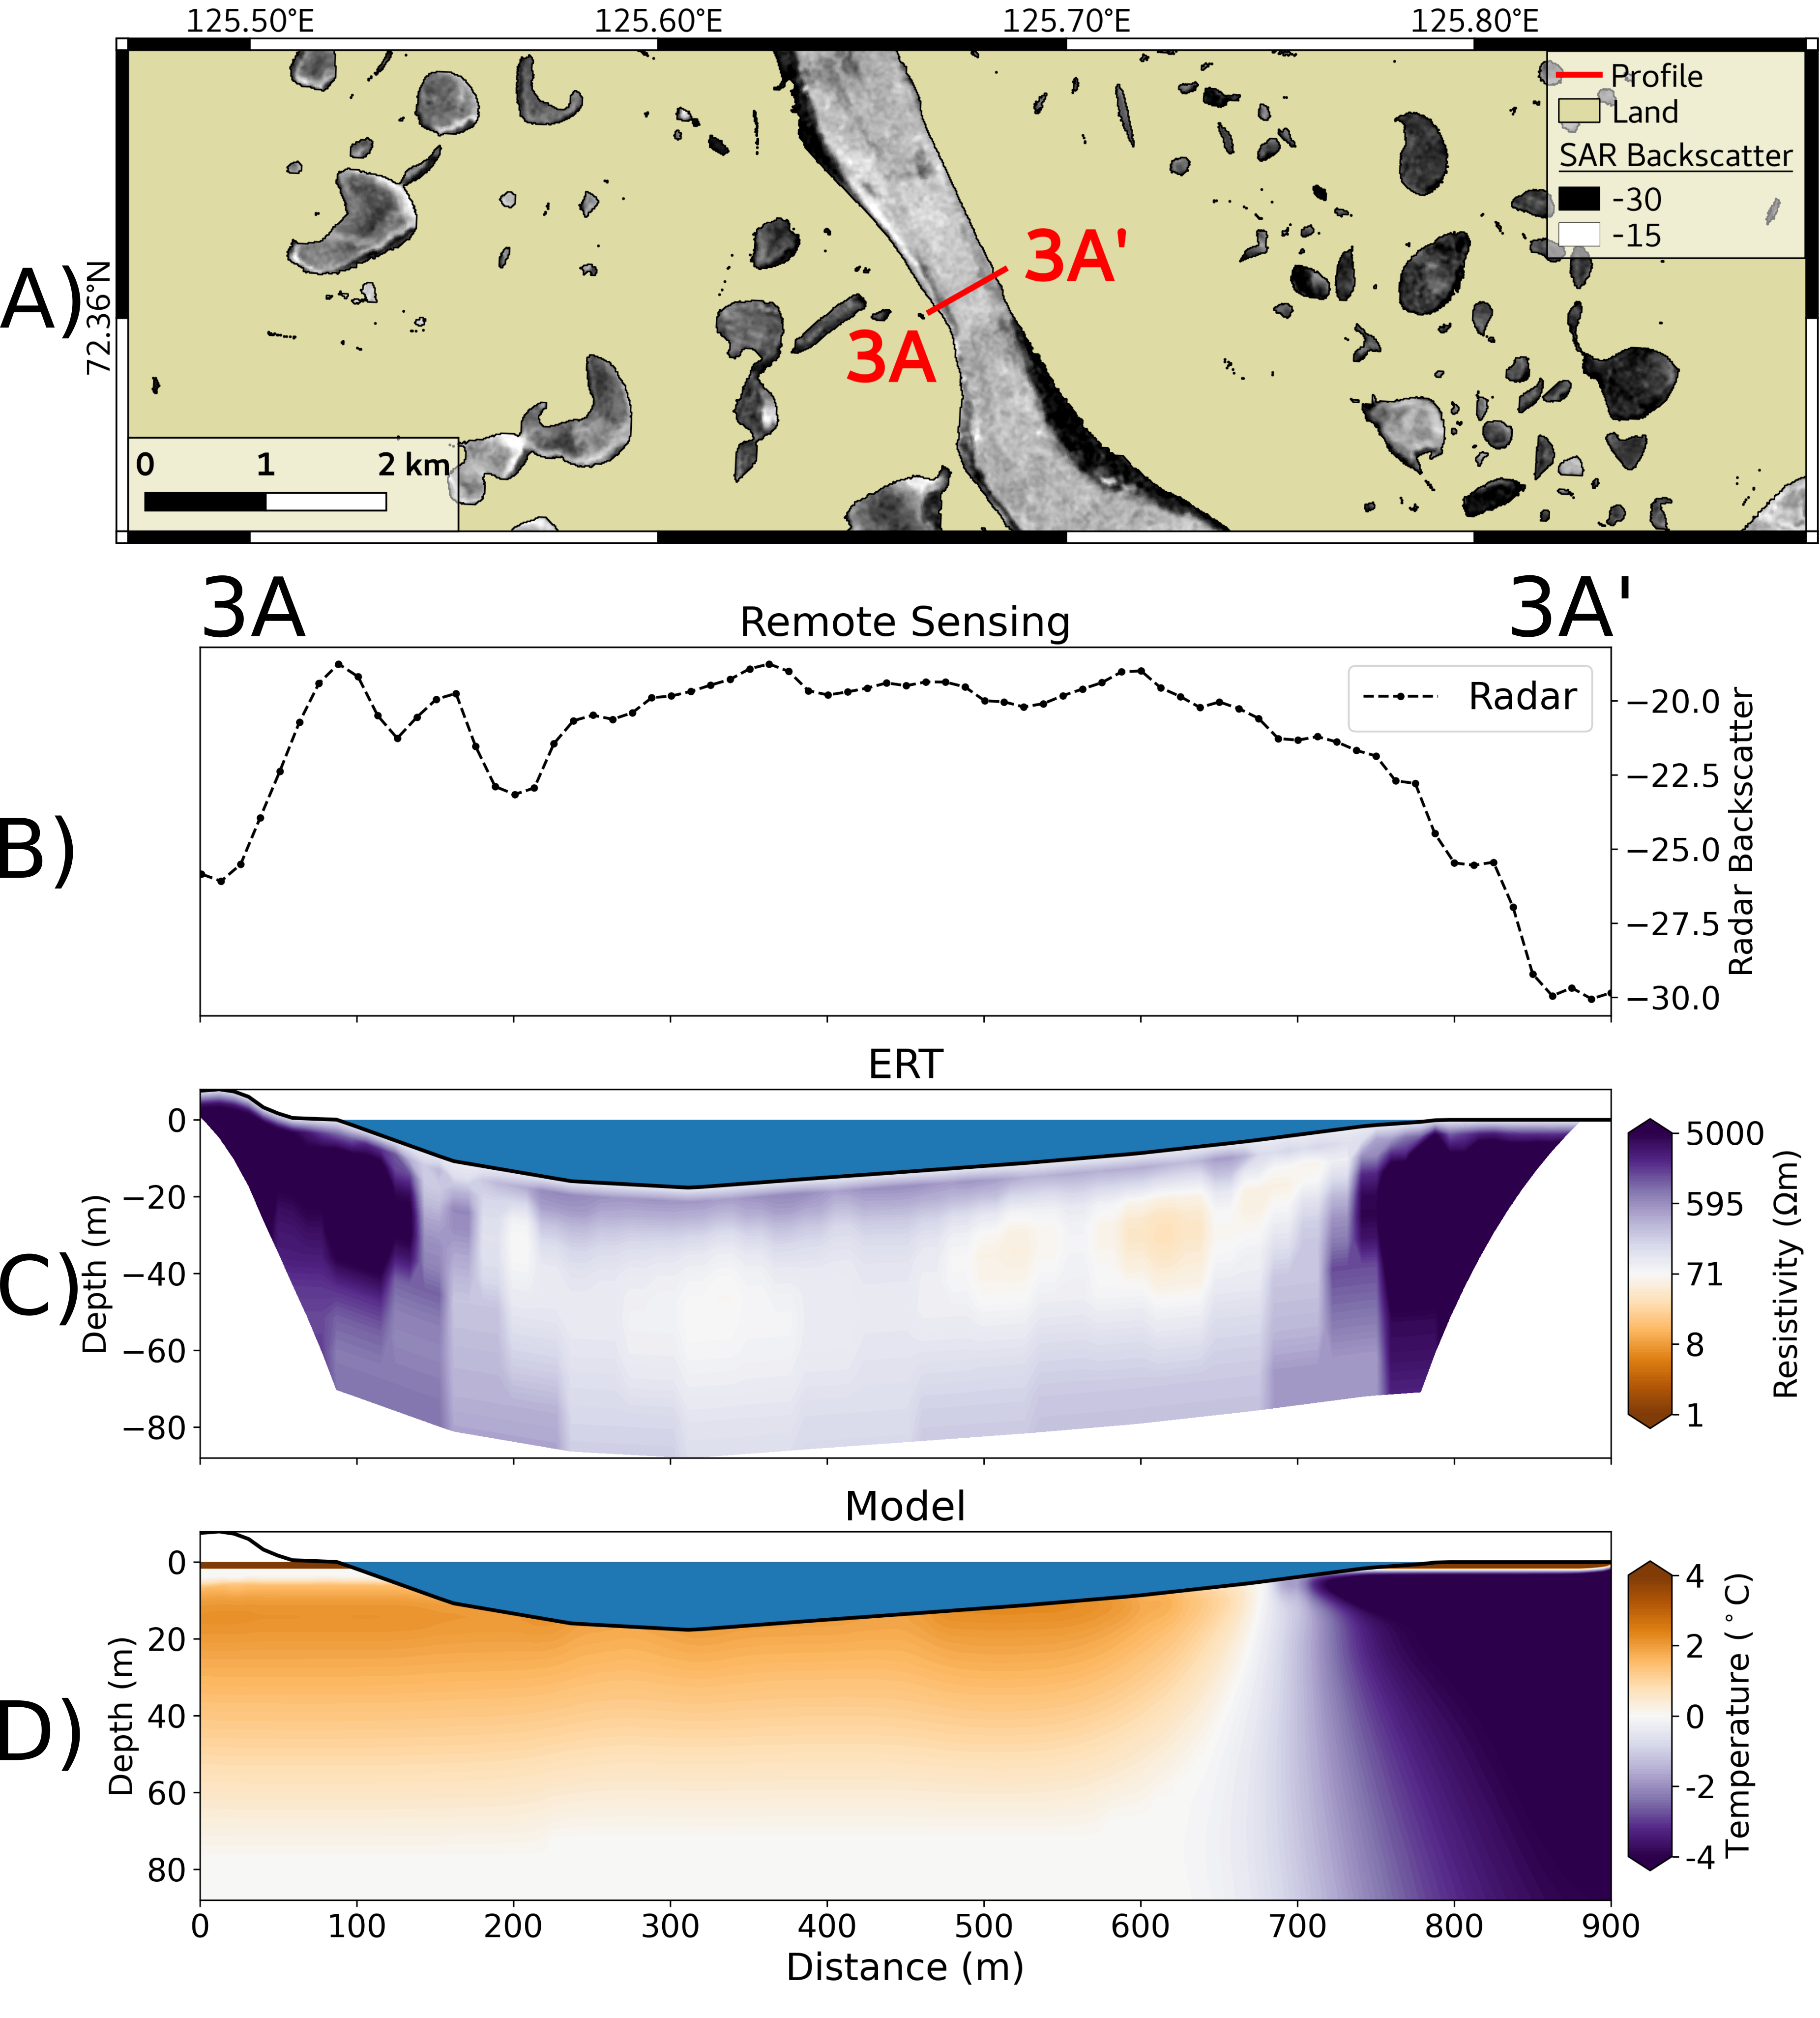 125.50°E 125.60°E 125.70°E 125.80°E
A)
72.36°N
Profile
Land
SAR Backscatter
-30
-15
3A'
3A
0 1 2 km
3A 3A'
Remote Sensing
B)
Radar
−20.0
−22.5
−25.0
−27.5
−30.0
Radar Backscatter
ERT
C)
Depth (m)
0
−20
−40
−60
−80
5000
595
71
8
1
Resistivity (Ωm)
Model
D)
Depth (m)
0
20
40
60
80
4
2
0
-2
-4
Temperature (°C)
0 100 200 300 400 500 600 700 800 900
Distance (m)